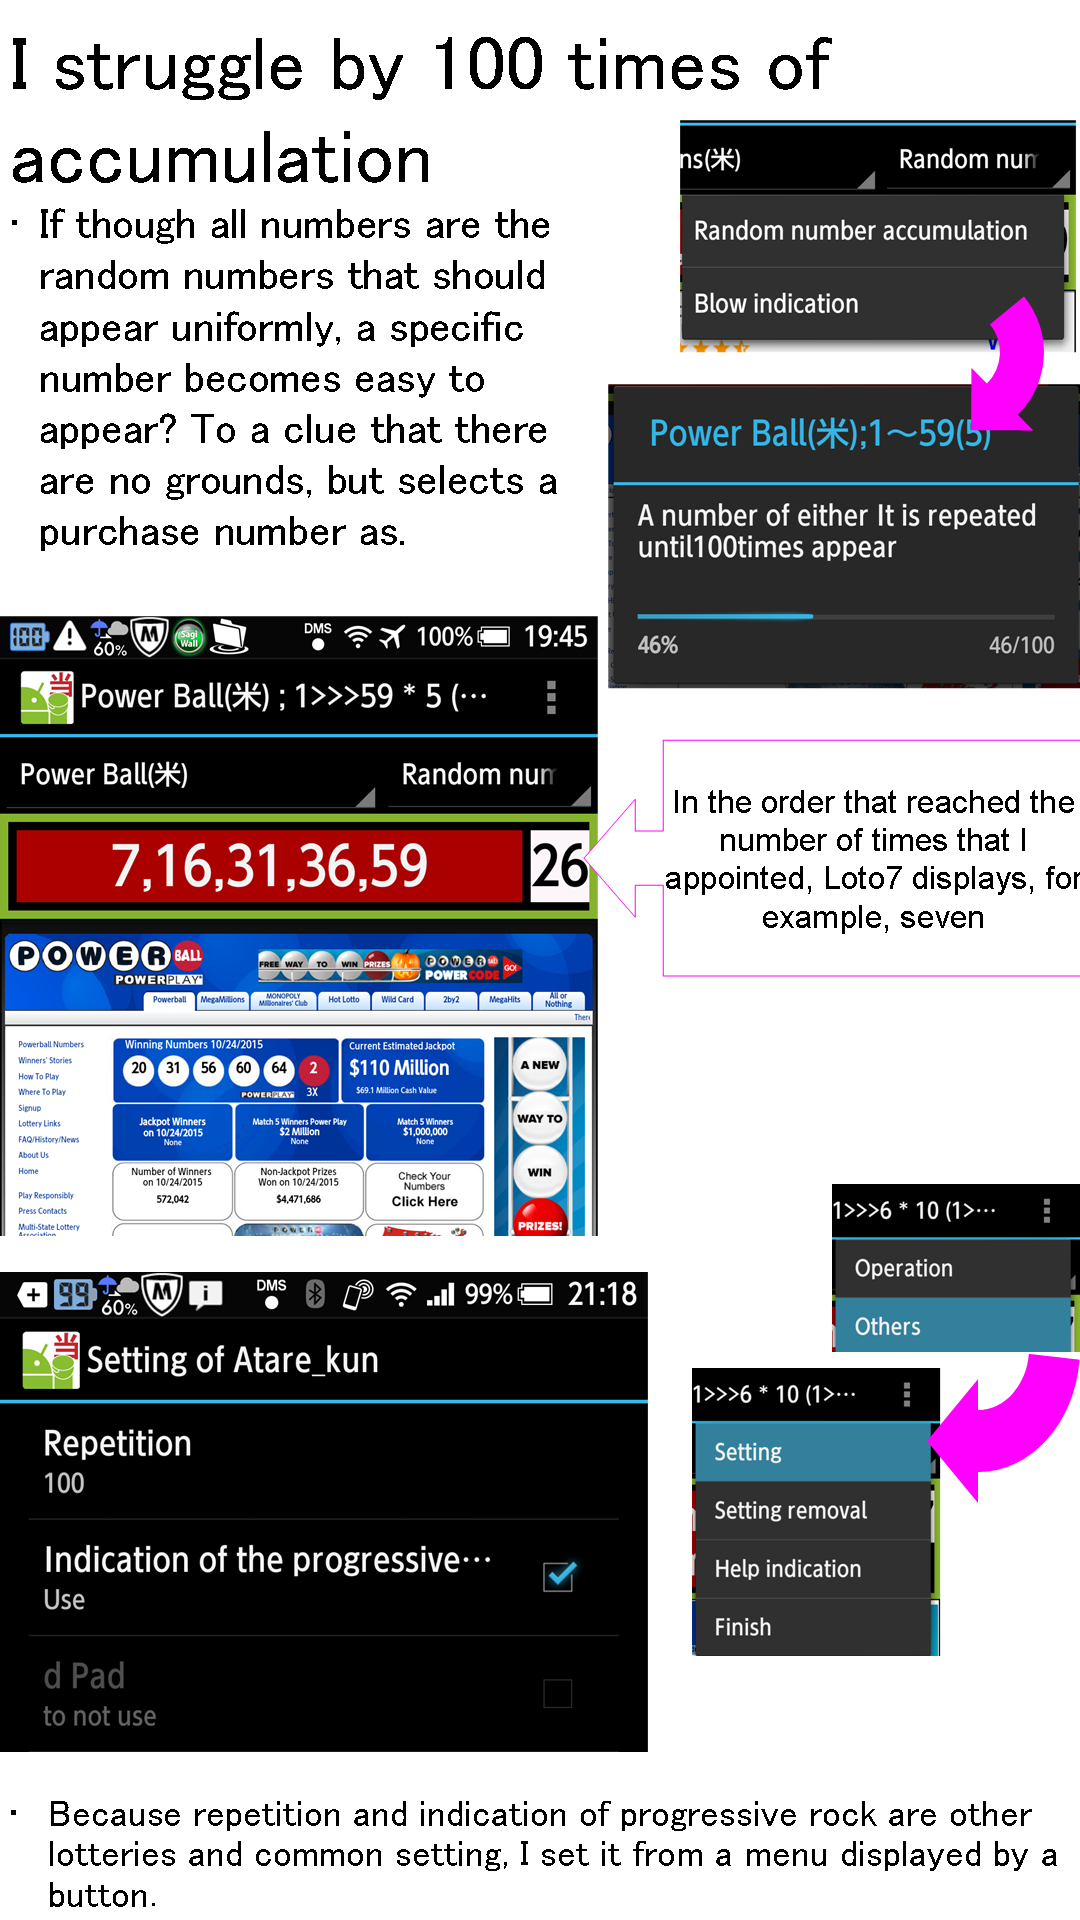 I struggle by 100 times of
accumulation
・ If though all numbers are the
random numbers that should
appear uniformly, a specific
number becomes easy to
appear? To a clue that there
are no grounds, but selects a
purchase number as.
ns(米) Random num
Random number accumulation
Blow indication
Power Ball(米);1～59(5)
A number of either It is repeated
until100times appear
46% 46/100
100 60% M Sagi Wall DMS 100% 19:45
当 Power Ball(米) ; 1>>>59 * 5 (…
Power Ball(米) Random num
7,16,31,36,59 26
In the order that reached the
number of times that I
appointed, Loto7 displays, for
example, seven
POWER BALL
POWERPLAY
FREE WAY TO WIN PRIZES POWER POWER CODE GO!
Powerball MegaMillions MONOPOLY Millionaires' Club Hot Lotto Wild Card 2by2 MegaHits All or Nothing
There
Powerball Numbers
Winners' Stories
How To Play
Where To Play
Signup
Lottery Links
FAQ/History/News
About Us
Home
Play Responsibly
Press Contacts
Multi-State Lottery
Association
Winning Numbers 10/24/2015
20 31 56 60 64 2
POWERPLAY 3X
Current Estimated Jackpot
$110 Million
$69.1 Million Cash Value
Jackpot Winners
on 10/24/2015
None
Match 5 Winners Power Play
$2 Million
None
Match 5 Winners
$1,000,000
None
Number of Winners
on 10/24/2015
572,042
Non-Jackpot Prizes
Won on 10/24/2015
$4,471,686
Check Your
Numbers
Click Here
A NEW
WAY TO
WIN
PRIZES!
99 60% M DMS 99% 21:18
当 Setting of Atare_kun
Repetition
100
Indication of the progressive…
Use
d Pad
to not use
1>>>6 * 10 (1>…
Operation
Others
1>>>6 * 10 (1>…
Setting
Setting removal
Help indication
Finish
・ Because repetition and indication of progressive rock are other
lotteries and common setting, I set it from a menu displayed by a
button.